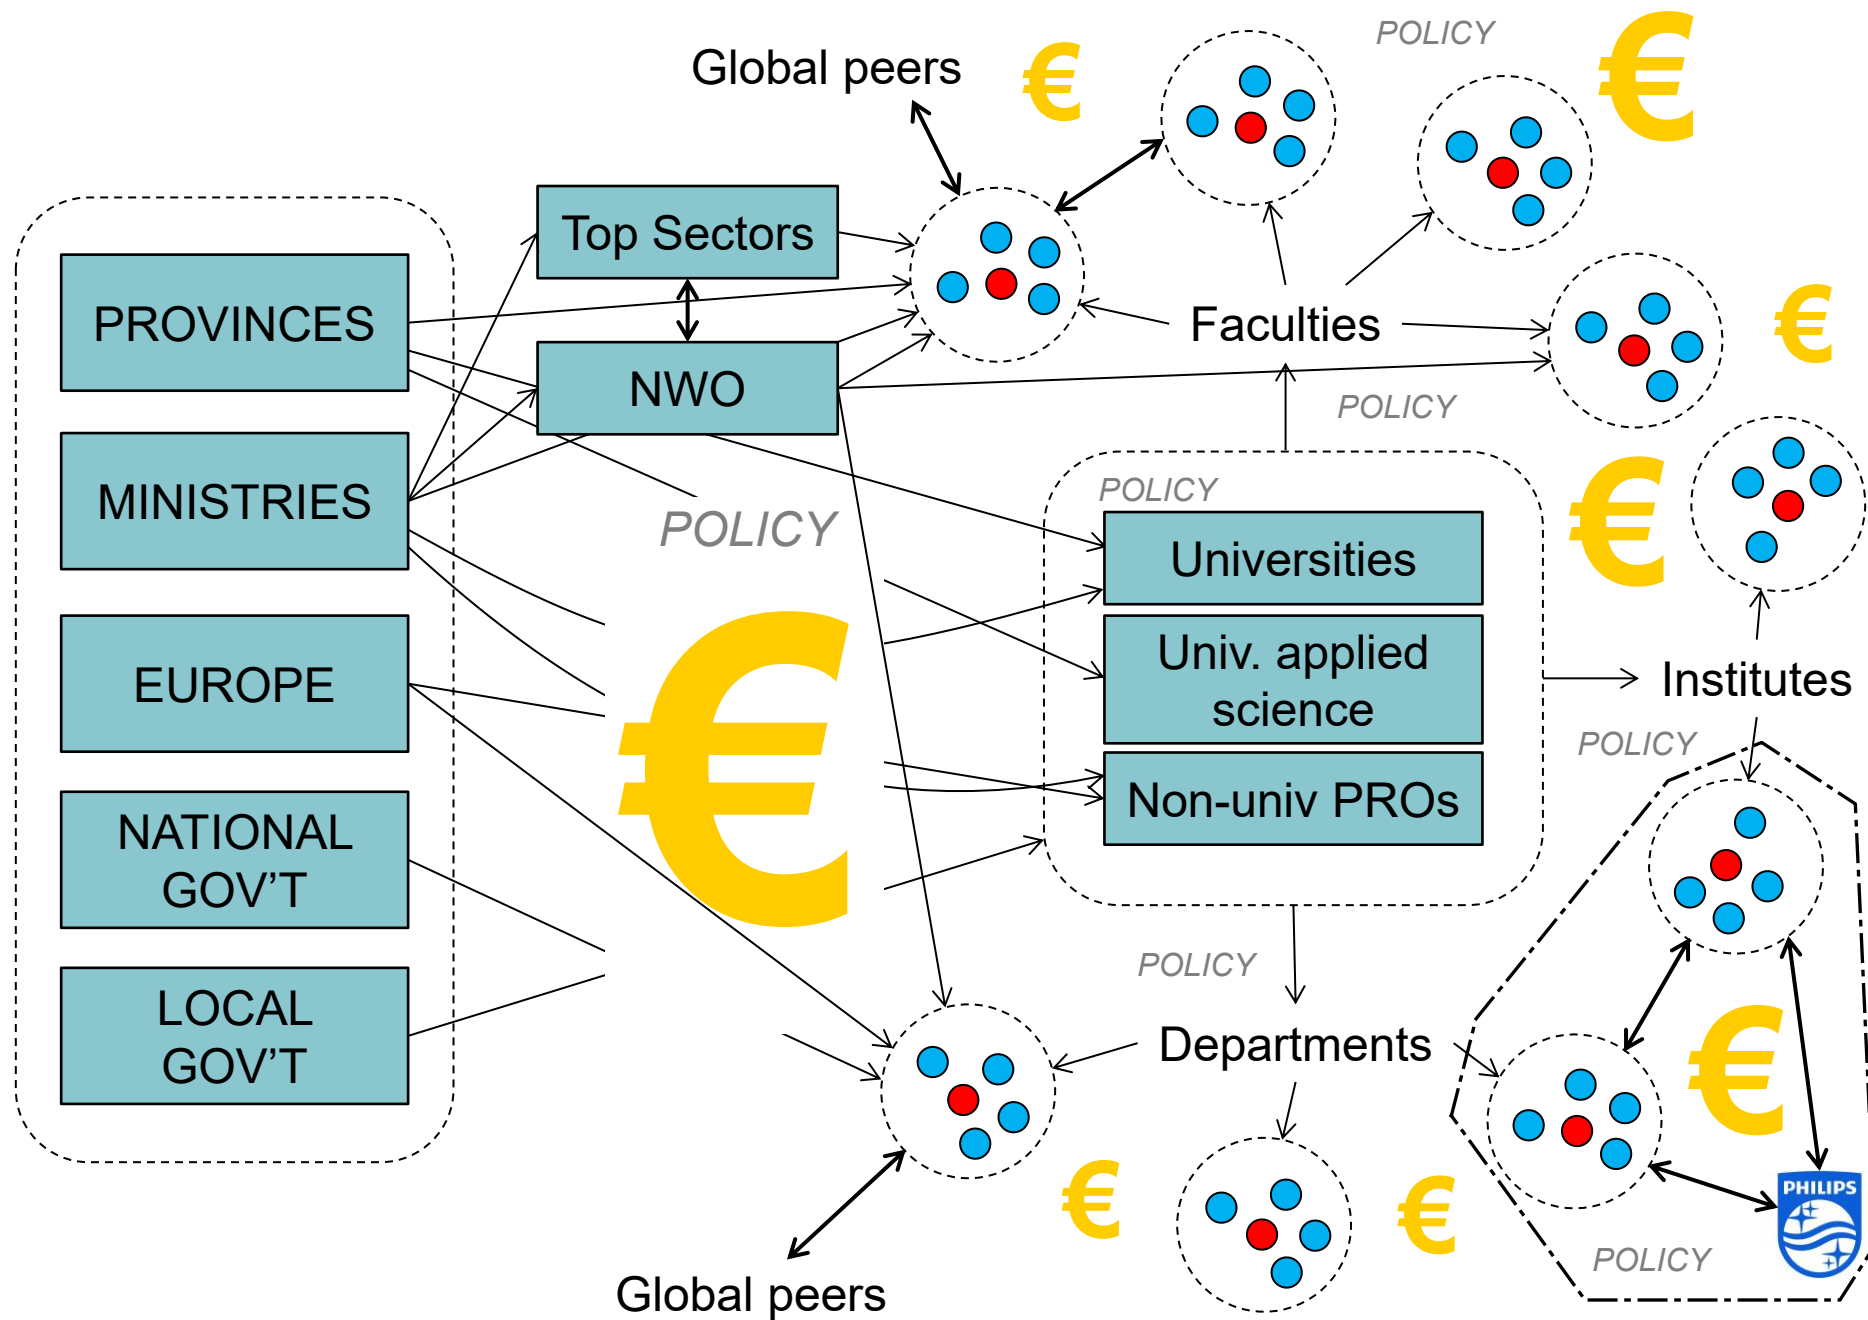 POLICY
€
Global peers
€
Top Sectors
PROVINCES
Faculties
€
NWO
POLICY
MINISTRIES
POLICY
€
POLICY
Universities
Univ. applied
science
EUROPE
Institutes
€
POLICY
Non-univ PROs
NATIONAL
GOV’T
POLICY
LOCAL
GOV’T
Departments
€
€
€
PHILIPS
POLICY
Global peers